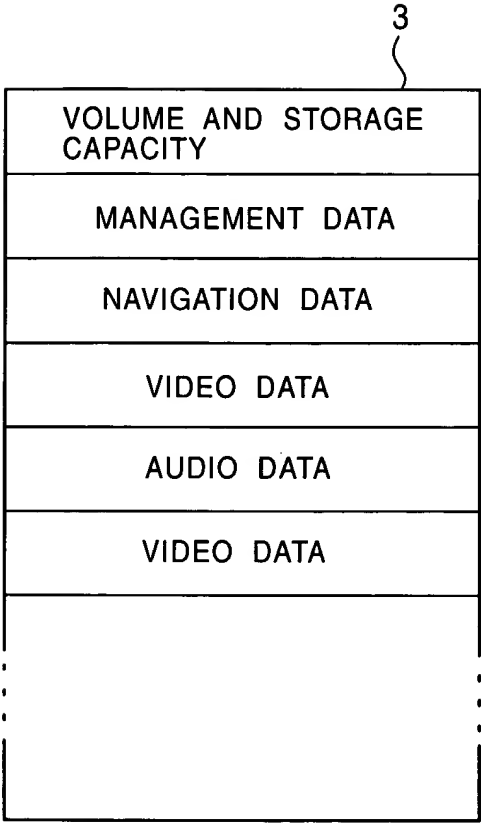 3
VOLUME AND STORAGE
CAPACITY
MANAGEMENT DATA
NAVIGATION DATA
VIDEO DATA
AUDIO DATA
VIDEO DATA